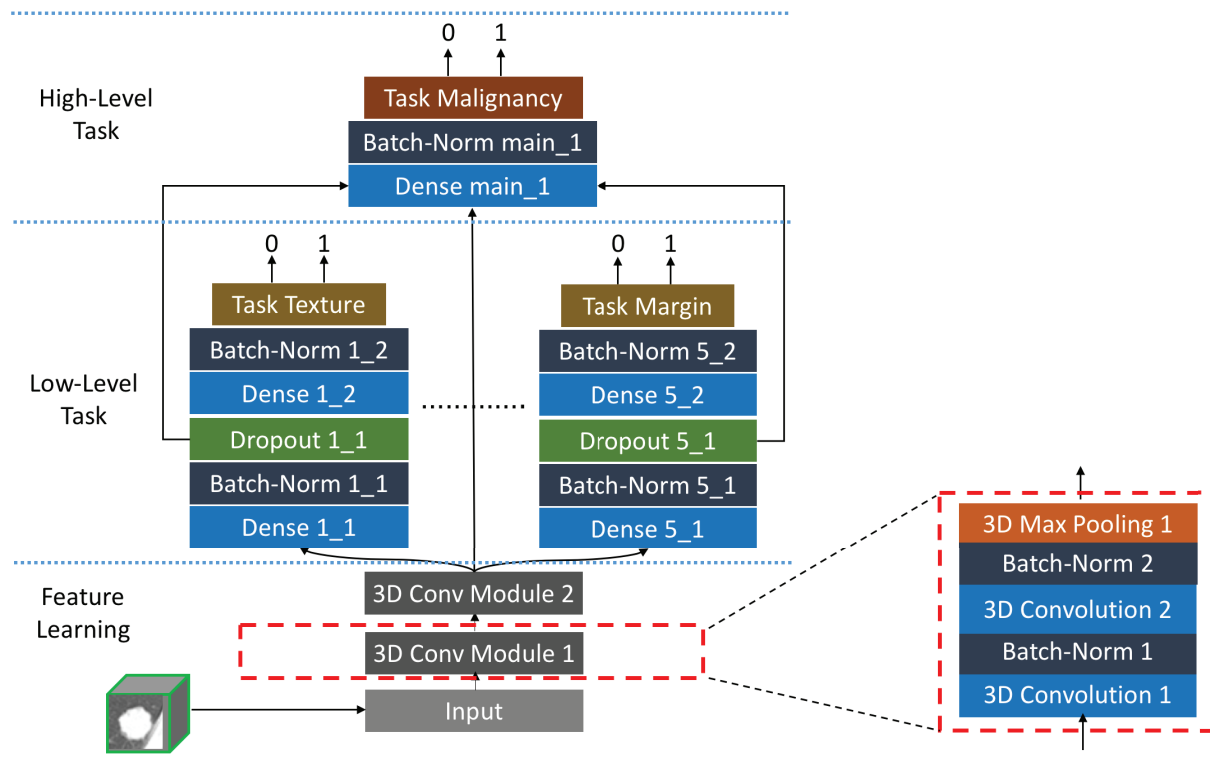 0 1
High-Level
Task
Task Malignancy
Batch-Norm main_1
Dense main_1
0 1
0 1
Low-Level
Task
Task Texture
Batch-Norm 1_2
Dense 1_2
Dropout 1_1
Batch-Norm 1_1
Dense 1_1
Task Margin
Batch-Norm 5_2
Dense 5_2
Dropout 5_1
Batch-Norm 5_1
Dense 5_1
Feature
Learning
3D Conv Module 2
3D Conv Module 1
Input
3D Max Pooling 1
Batch-Norm 2
3D Convolution 2
Batch-Norm 1
3D Convolution 1